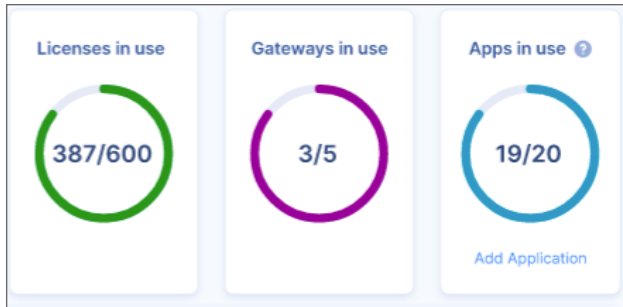 Licenses in use
387/600
Gateways in use
3/5
Apps in use ?
19/20
Add Application